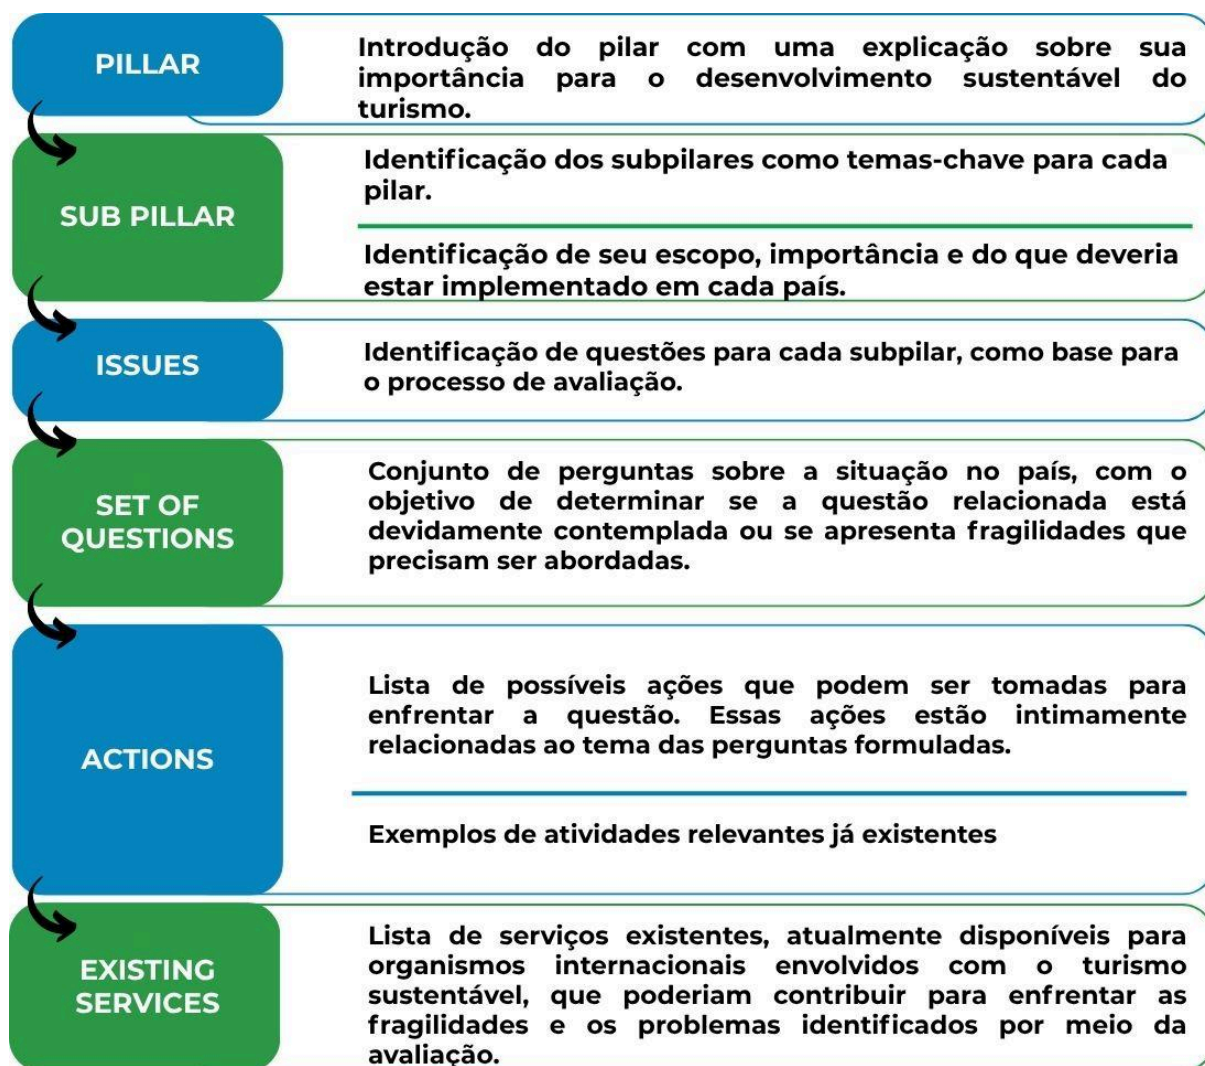 PILLAR
Introdução do pilar com uma explicação sobre sua
importância para o desenvolvimento sustentável do
turismo.
SUB PILLAR
Identificação dos subpilares como temas-chave para cada
pilar.
Identificação de seu escopo, importância e do que deveria
estar implementado em cada país.
ISSUES
Identificação de questões para cada subpilar, como base para
o processo de avaliação.
SET OF
QUESTIONS
Conjunto de perguntas sobre a situação no país, com o
objetivo de determinar se a questão relacionada está
devidamente contemplada ou se apresenta fragilidades que
precisam ser abordadas.
ACTIONS
Lista de possíveis ações que podem ser tomadas para
enfrentar a questão. Essas ações estão intimamente
relacionadas ao tema das perguntas formuladas.
Exemplos de atividades relevantes já existentes
EXISTING
SERVICES
Lista de serviços existentes, atualmente disponíveis para
organismos internacionais envolvidos com o turismo
sustentável, que poderiam contribuir para enfrentar as
fragilidades e os problemas identificados por meio da
avaliação.